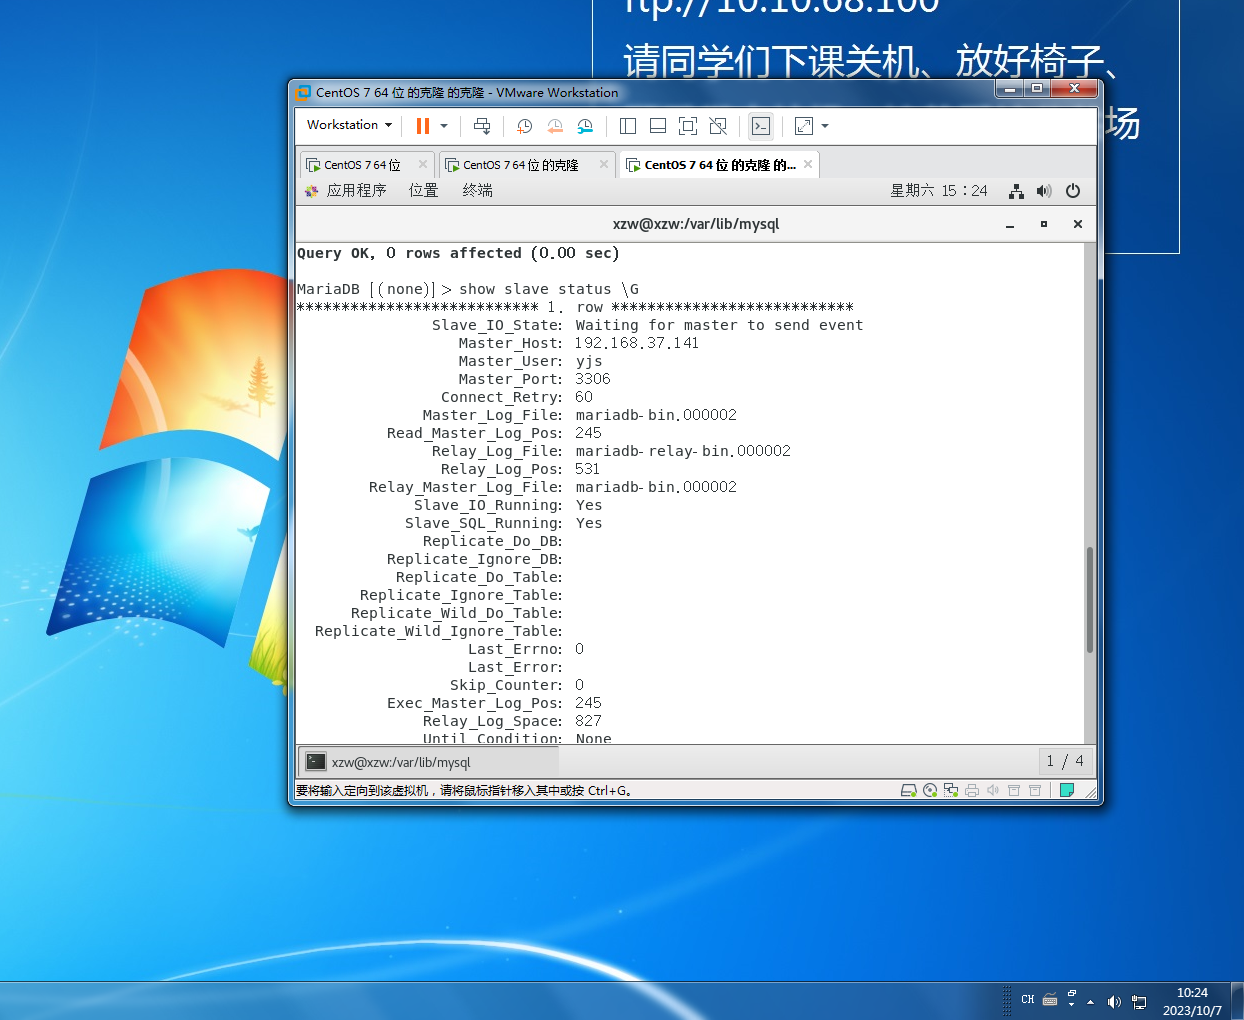 ftp://10.10.68.100
请同学们下课关机、放好椅子、
场
CentOS 7 64 位 的克隆 的克隆 - VMware Workstation
Workstation
CentOS 7 64 位
CentOS 7 64 位 的克隆
CentOS 7 64 位 的克隆 的...
应用程序 位置 终端 星期六 15：24
xzw@xzw:/var/lib/mysql
Query OK, 0 rows affected (0.00 sec)
MariaDB [(none)]> show slave status \G
*************************** 1. row ***************************
Slave_IO_State: Waiting for master to send event
Master_Host: 192.168.37.141
Master_User: yjs
Master_Port: 3306
Connect_Retry: 60
Master_Log_File: mariadb-bin.000002
Read_Master_Log_Pos: 245
Relay_Log_File: mariadb-relay-bin.000002
Relay_Log_Pos: 531
Relay_Master_Log_File: mariadb-bin.000002
Slave_IO_Running: Yes
Slave_SQL_Running: Yes
Replicate_Do_DB:
Replicate_Ignore_DB:
Replicate_Do_Table:
Replicate_Ignore_Table:
Replicate_Wild_Do_Table:
Replicate_Wild_Ignore_Table:
Last_Errno: 0
Last_Error:
Skip_Counter: 0
Exec_Master_Log_Pos: 245
Relay_Log_Space: 827
Until_Condition: None
xzw@xzw:/var/lib/mysql
1 / 4
要将输入定向到该虚拟机，请将鼠标指针移入其中或按 Ctrl+G。
CH
10:24
2023/10/7